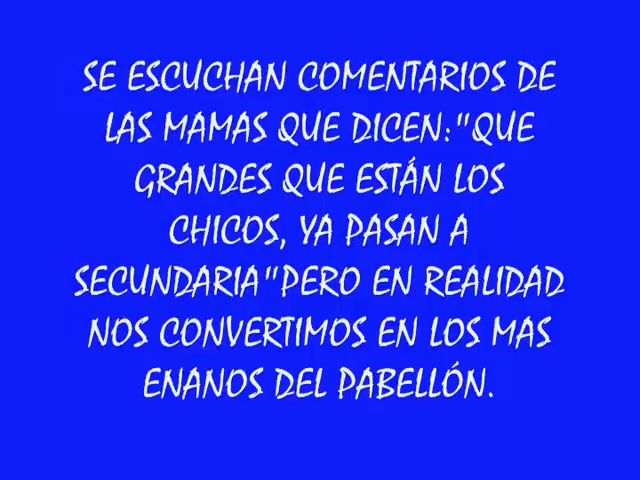 SE ESCUCHAN COMENTARIOS DE
LAS MAMAS QUE DICEN:"QUE
GRANDES QUE ESTÁN LOS
CHICOS, YA PASAN A
SECUNDARIA"PERO EN REALIDAD
NOS CONVERTIMOS EN LOS MAS
ENANOS DEL PABELLÓN.